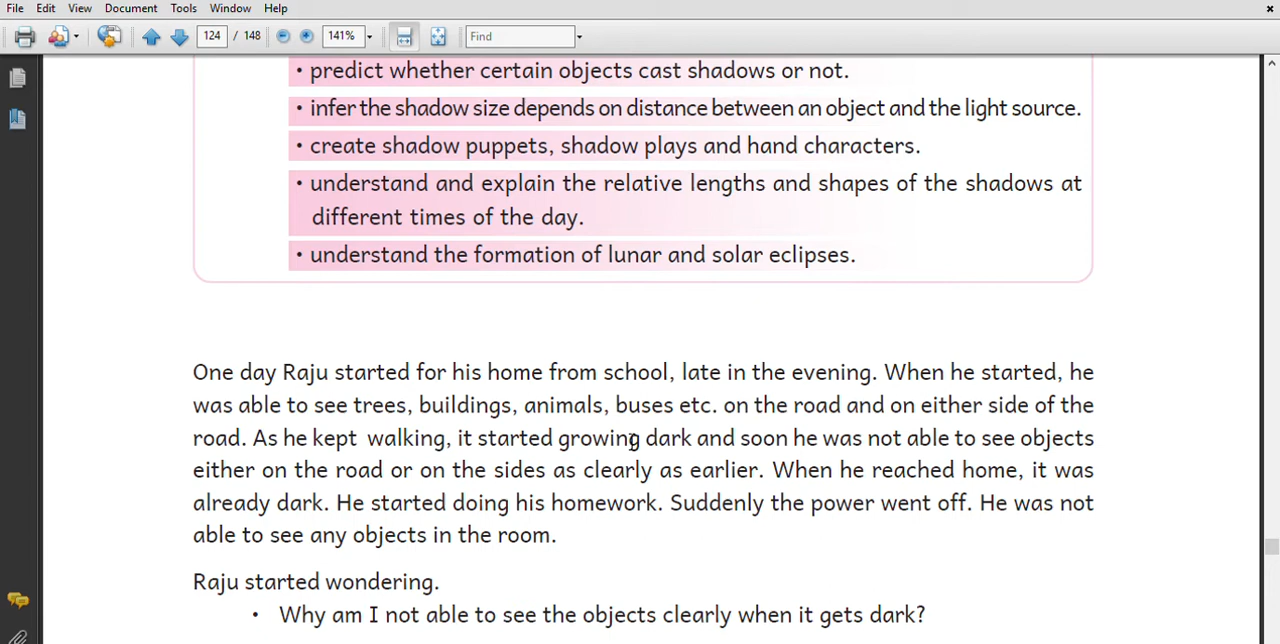 File Edit View Document Tools Window Help
124 / 148 141% Find
• predict whether certain objects cast shadows or not.
• infer the shadow size depends on distance between an object and the light source.
• create shadow puppets, shadow plays and hand characters.
• understand and explain the relative lengths and shapes of the shadows at
different times of the day.
• understand the formation of lunar and solar eclipses.
One day Raju started for his home from school, late in the evening. When he started, he
was able to see trees, buildings, animals, buses etc. on the road and on either side of the
road. As he kept walking, it started growing dark and soon he was not able to see objects
either on the road or on the sides as clearly as earlier. When he reached home, it was
already dark. He started doing his homework. Suddenly the power went off. He was not
able to see any objects in the room.
Raju started wondering.
• Why am I not able to see the objects clearly when it gets dark?